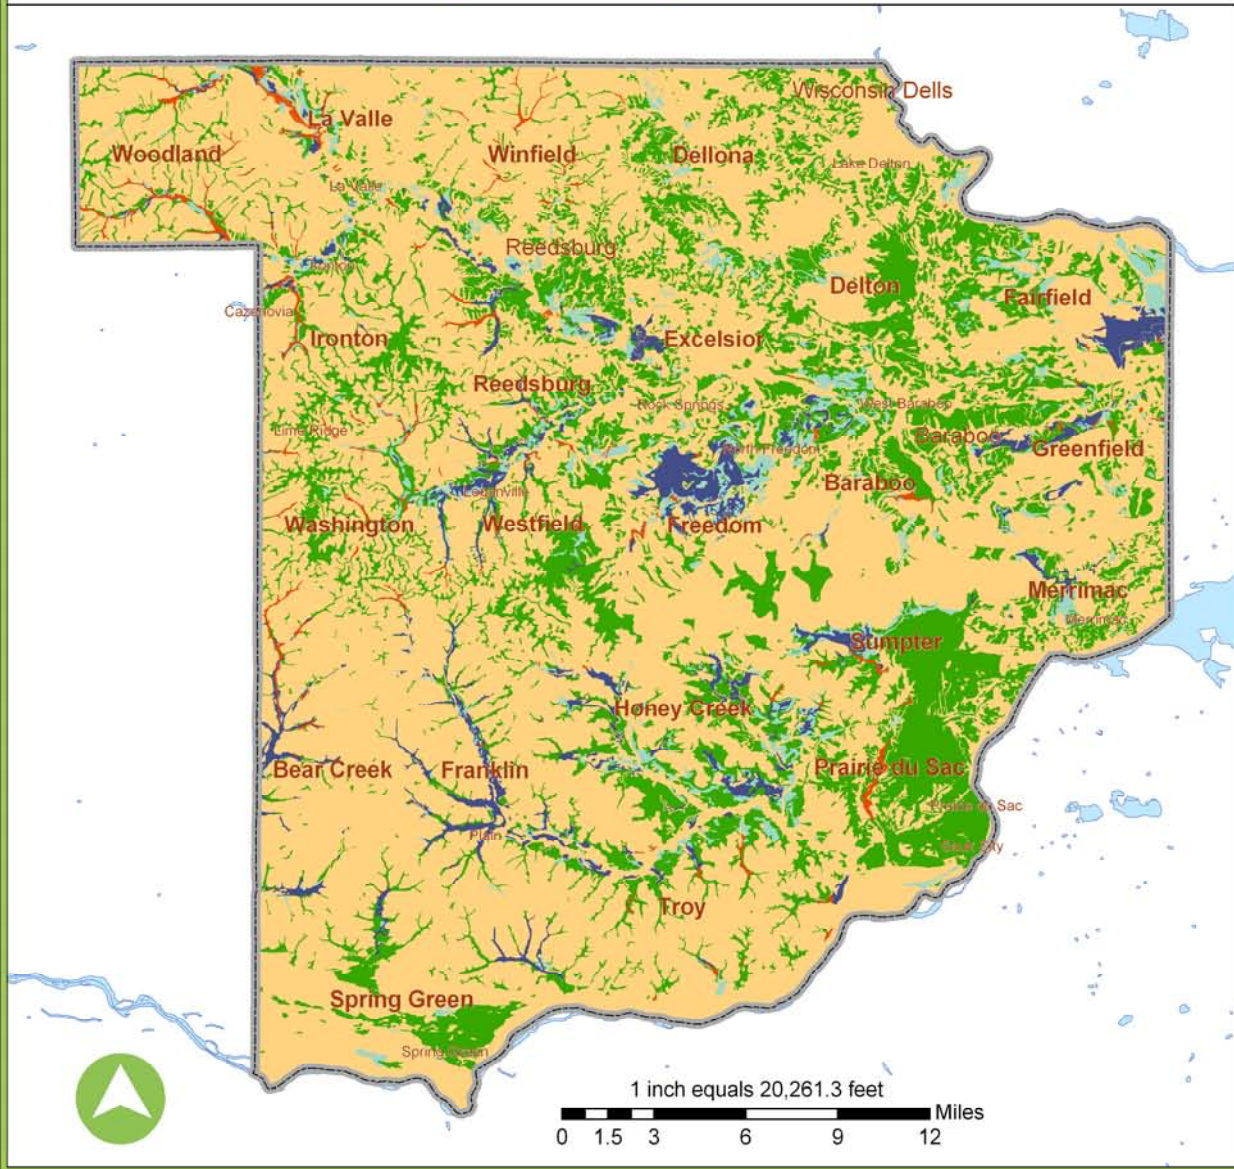 Wisconsin Dells
La Valle
Woodland
Winfield
Dellona
Lake Delton
La Valle
Reedsburg
Ironton
Delton
Fairfield
Cazenovia
Ironton
Excelsior
Reedsburg
Rock Springs
West Baraboo
Lime Ridge
Baraboo
North Freedom
Greenfield
Baraboo
Loganville
Washington
Westfield
Freedom
Merrimac
Merrimac
Sumpter
Honey Creek
Bear Creek
Franklin
Prairie du Sac
Prairie du Sac
Plain
Sauk City
Troy
Spring Green
Spring Green
1 inch equals 20,261.3 feet
Miles
0 1.5 3 6 9 12